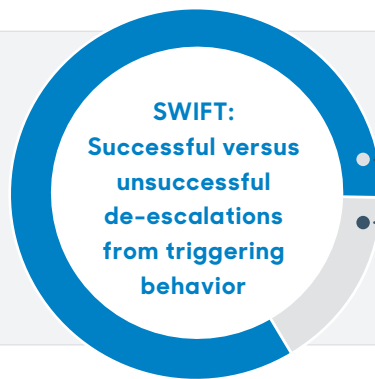 SWIFT:
Successful versus
unsuccessful
de-escalations
from triggering
behavior